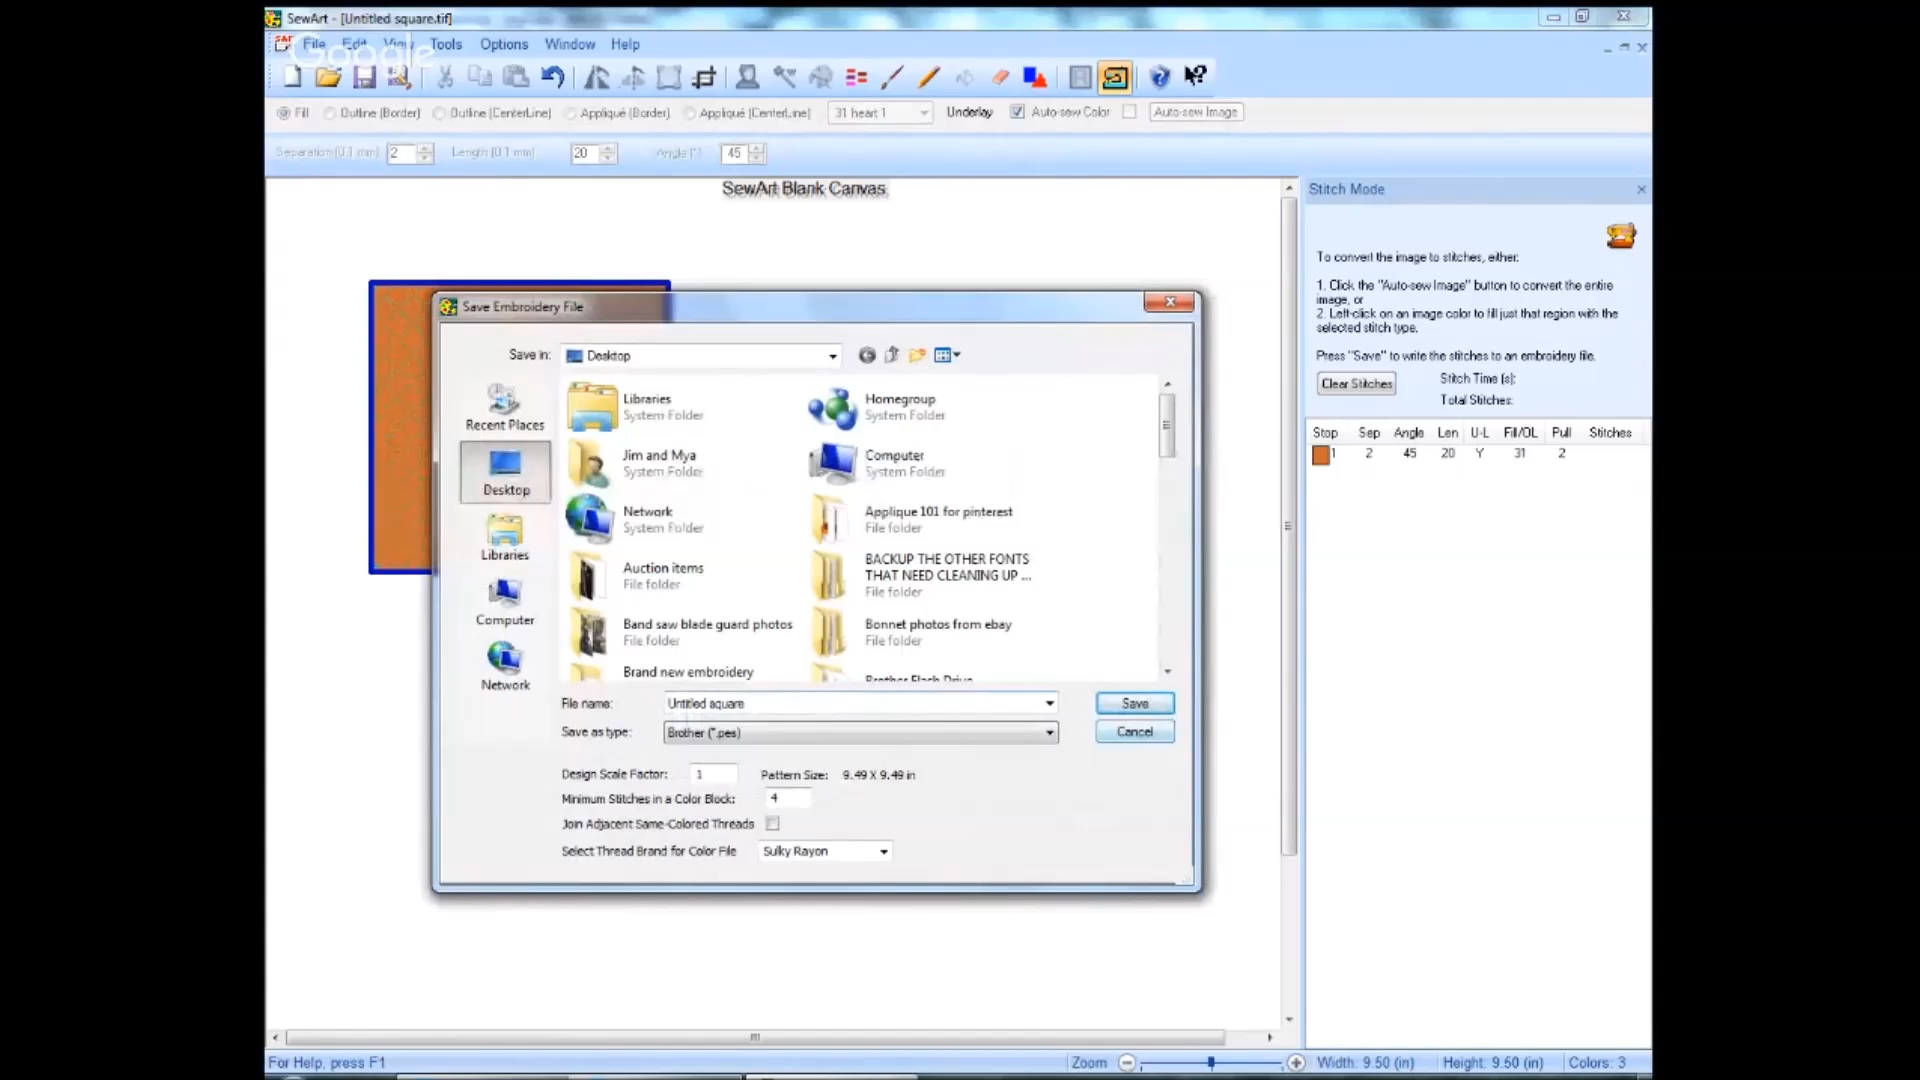 SewArt - [Untitled square.tif]
File Edit View Tools Options Window Help
Google
Fill Outline (Border) Outline (CenterLine) Appliqué (Border) Appliqué (CenterLine) 31 heart 1 Underlay Auto-sew Color Auto-sew Image
Separation (0.1 mm) 2 Length (0.1 mm) 20 Angle (°) 45
SewArt Blank Canvas
Save Embroidery File
Save in: Desktop
Recent Places
Desktop
Libraries
Computer
Network
Libraries
System Folder
Homegroup
System Folder
Jim and Mya
System Folder
Computer
System Folder
Network
System Folder
Applique 101 for pinterest
File folder
Auction items
File folder
BACKUP THE OTHER FONTS
THAT NEED CLEANING UP ...
File folder
Band saw blade guard photos
File folder
Bonnet photos from ebay
File folder
Brand new embroidery
Brother Flash Drive
File name: Untitled square Save
Save as type: Brother (*.pes) Cancel
Design Scale Factor: 1 Pattern Size: 9.49 X 9.49 in
Minimum Stitches in a Color Block: 4
Join Adjacent Same-Colored Threads
Select Thread Brand for Color File Sulky Rayon
Stitch Mode
To convert the image to stitches, either:
1. Click the "Auto-sew Image" button to convert the entire
image, or
2. Left-click on an image color to fill just that region with the
selected stitch type.
Press "Save" to write the stitches to an embroidery file.
Clear Stitches Stitch Time (s):
Total Stitches:
Stop Sep Angle Len U-L Fill/OL Pull Stitches
1 2 45 20 Y 31 2
For Help, press F1 Zoom Width: 9.50 (in) Height: 9.50 (in) Colors: 3